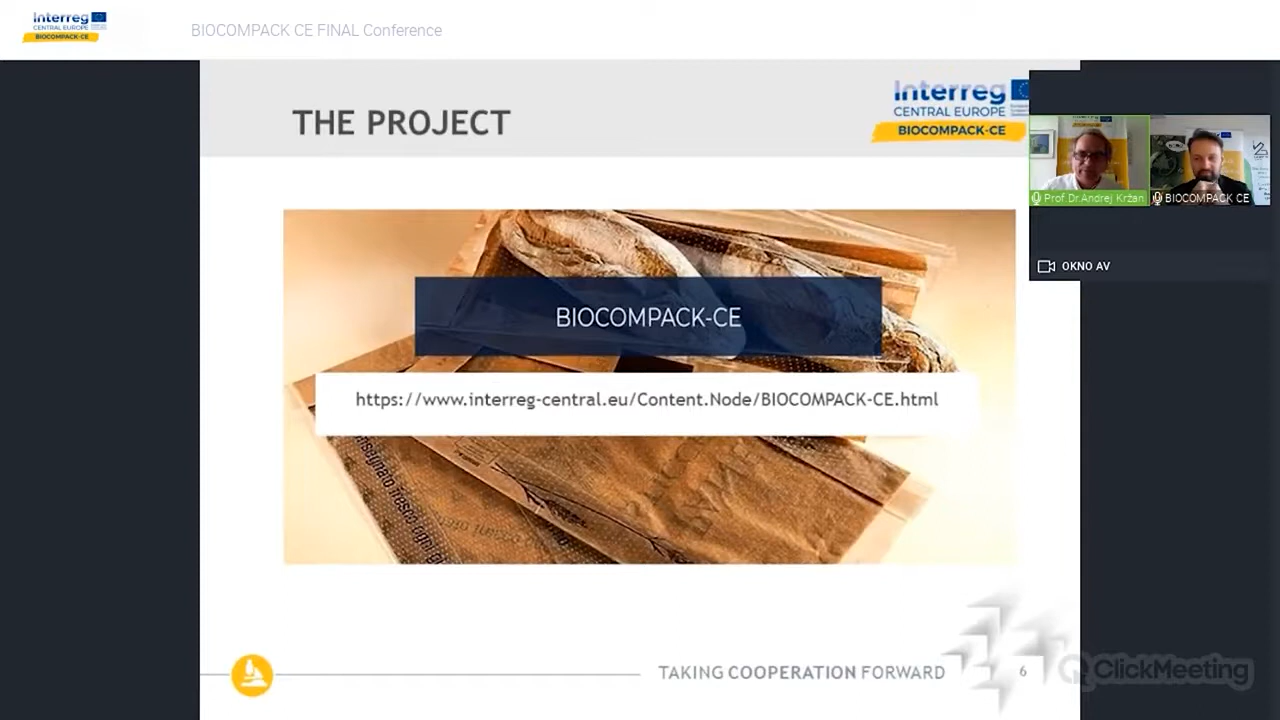 Interreg
CENTRAL EUROPE
BIOCOMPACK-CE
BIOCOMPACK CE FINAL Conference
THE PROJECT
Interreg
CENTRAL EUROPE
BIOCOMPACK-CE
Prof.Dr.Andrej Kržan
BIOCOMPACK CE
OKNO AV
BIOCOMPACK-CE
https://www.interreg-central.eu/Content.Node/BIOCOMPACK-CE.html
TAKING COOPERATION FORWARD
6
ClickMeeting